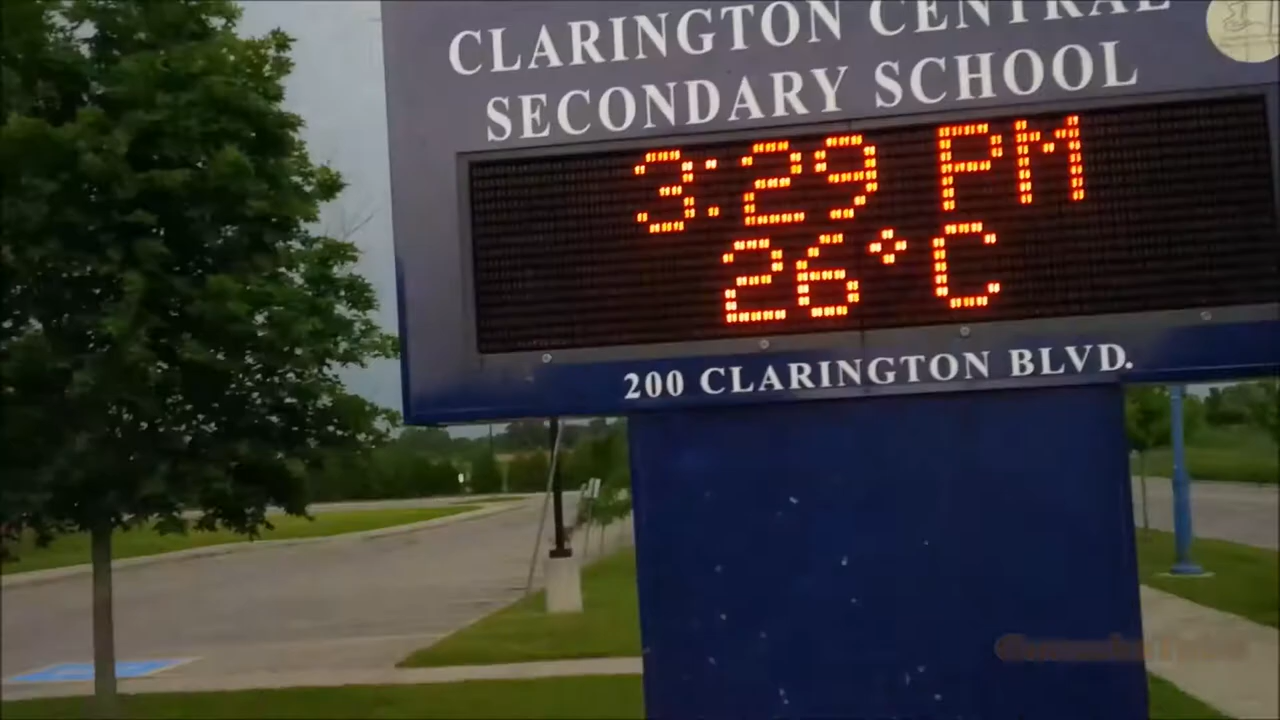 CLARINGTON CENTRAL
SECONDARY SCHOOL
3:29 PM
26°C
200 CLARINGTON BLVD.